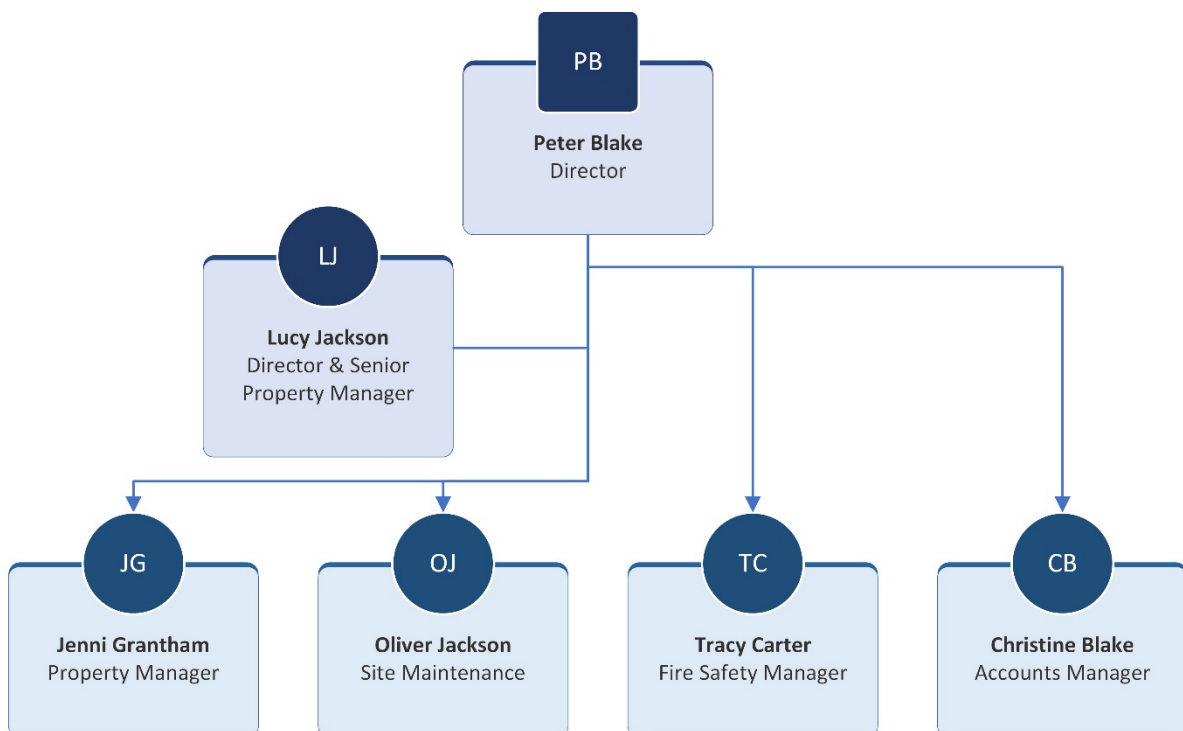 PB
Peter Blake
Director
LJ
Lucy Jackson
Director & Senior
Property Manager
JG
Jenni Grantham
Property Manager
OJ
Oliver Jackson
Site Maintenance
TC
Tracy Carter
Fire Safety Manager
CB
Christine Blake
Accounts Manager